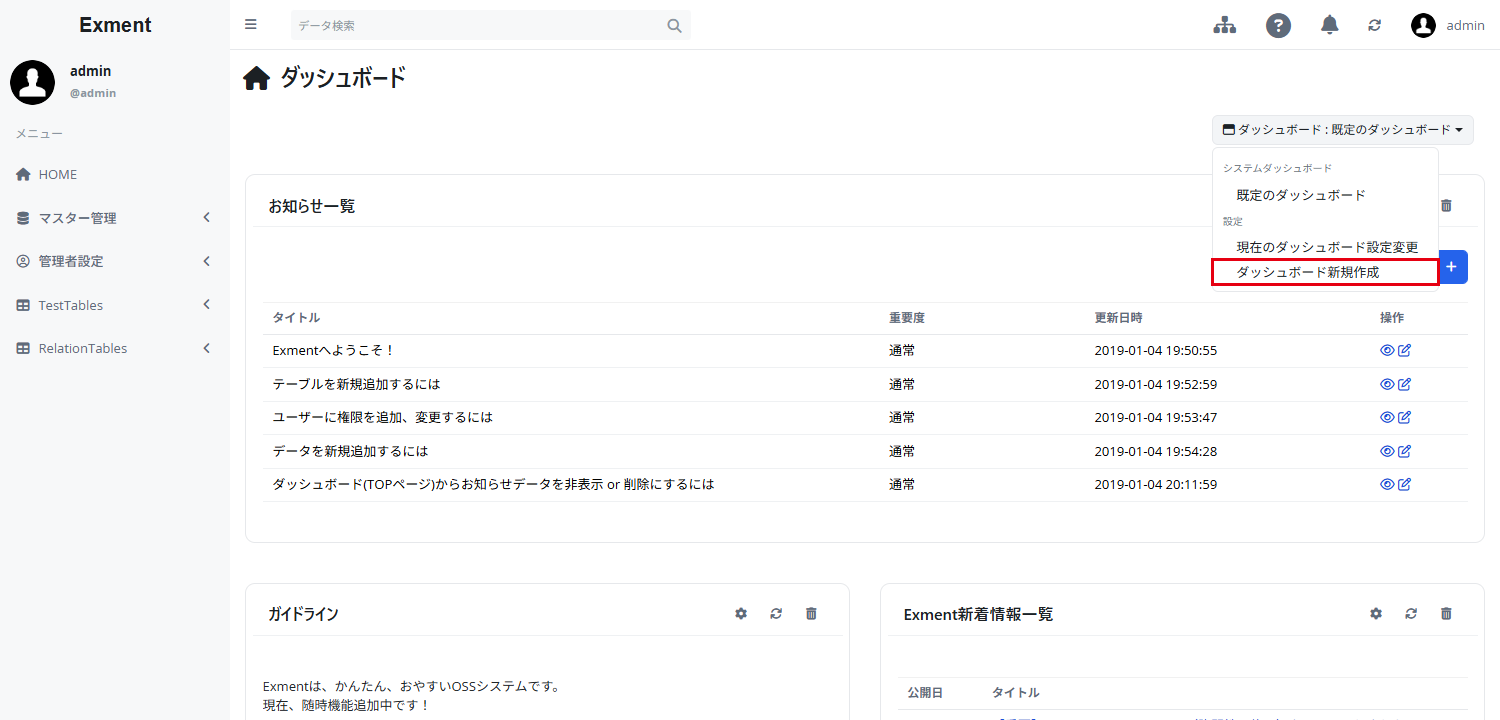 Exment
データ検索
admin
admin
@admin
メニュー
HOME
マスター管理
管理者設定
TestTables
RelationTables
ダッシュボード
ダッシュボード : 既定のダッシュボード
システムダッシュボード
既定のダッシュボード
設定
現在のダッシュボード設定変更
ダッシュボード新規作成
お知らせ一覧
タイトル 重要度 更新日時 操作
Exmentへようこそ！ 通常 2019-01-04 19:50:55
テーブルを新規追加するには 通常 2019-01-04 19:52:59
ユーザーに権限を追加、変更するには 通常 2019-01-04 19:53:47
データを新規追加するには 通常 2019-01-04 19:54:28
ダッシュボード(TOPページ)からお知らせデータを非表示 or 削除にするには 通常 2019-01-04 20:11:59
ガイドライン
Exmentは、かんたん、おやすいOSSシステムです。
現在、随時機能追加中です！
Exment新着情報一覧
公開日 タイトル